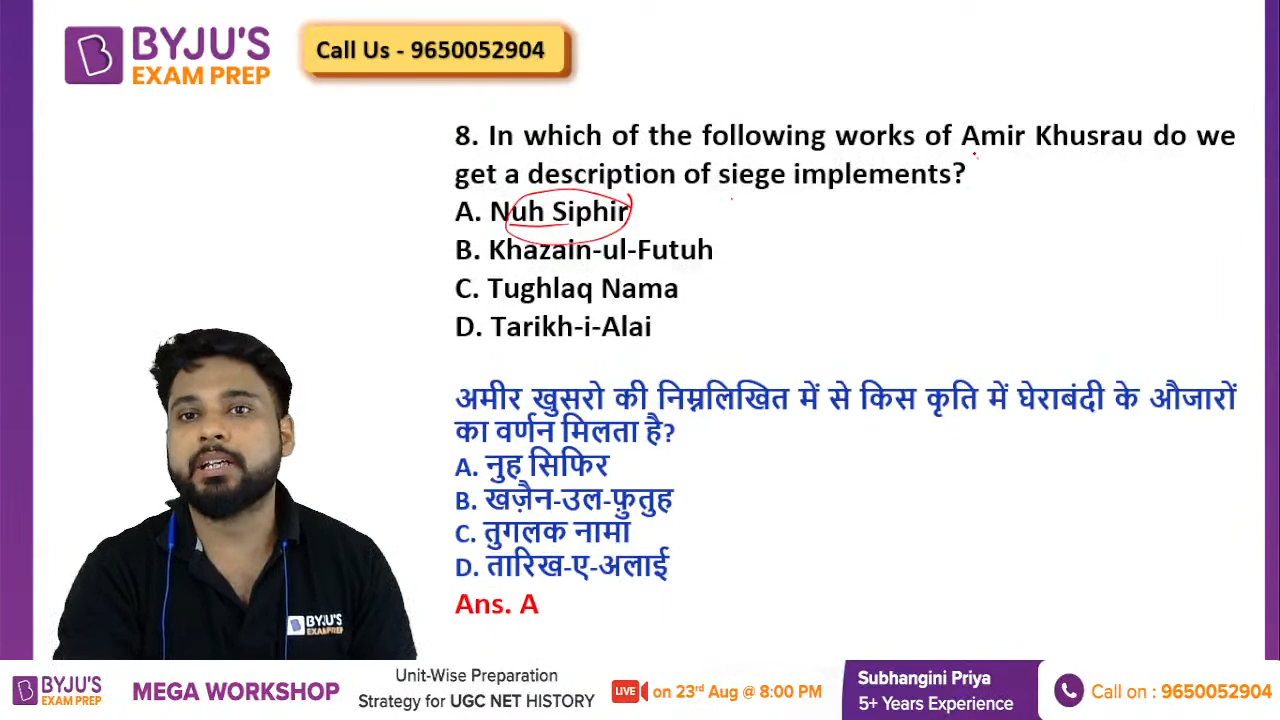 BYJU'S
EXAM PREP
Call Us - 9650052904
8. In which of the following works of Amir Khusrau do we
get a description of siege implements?
A. Nuh Siphir
B. Khazain-ul-Futuh
C. Tughlaq Nama
D. Tarikh-i-Alai
अमीर खुसरो की निम्नलिखित में से किस कृति में घेराबंदी के औजारों
का वर्णन मिलता है?
A. नुह सिफिर
B. खज़ैन-उल-फ़ुतुह
C. तुगलक नामा
D. तारिख-ए-अलाई
Ans. A
BYJU'S
EXAM PREP
BYJU'S
EXAM PREP
MEGA WORKSHOP
Unit-Wise Preparation
Strategy for UGC NET HISTORY
LIVE on 23rd Aug @ 8:00 PM
Subhangini Priya
5+ Years Experience
Call on : 9650052904